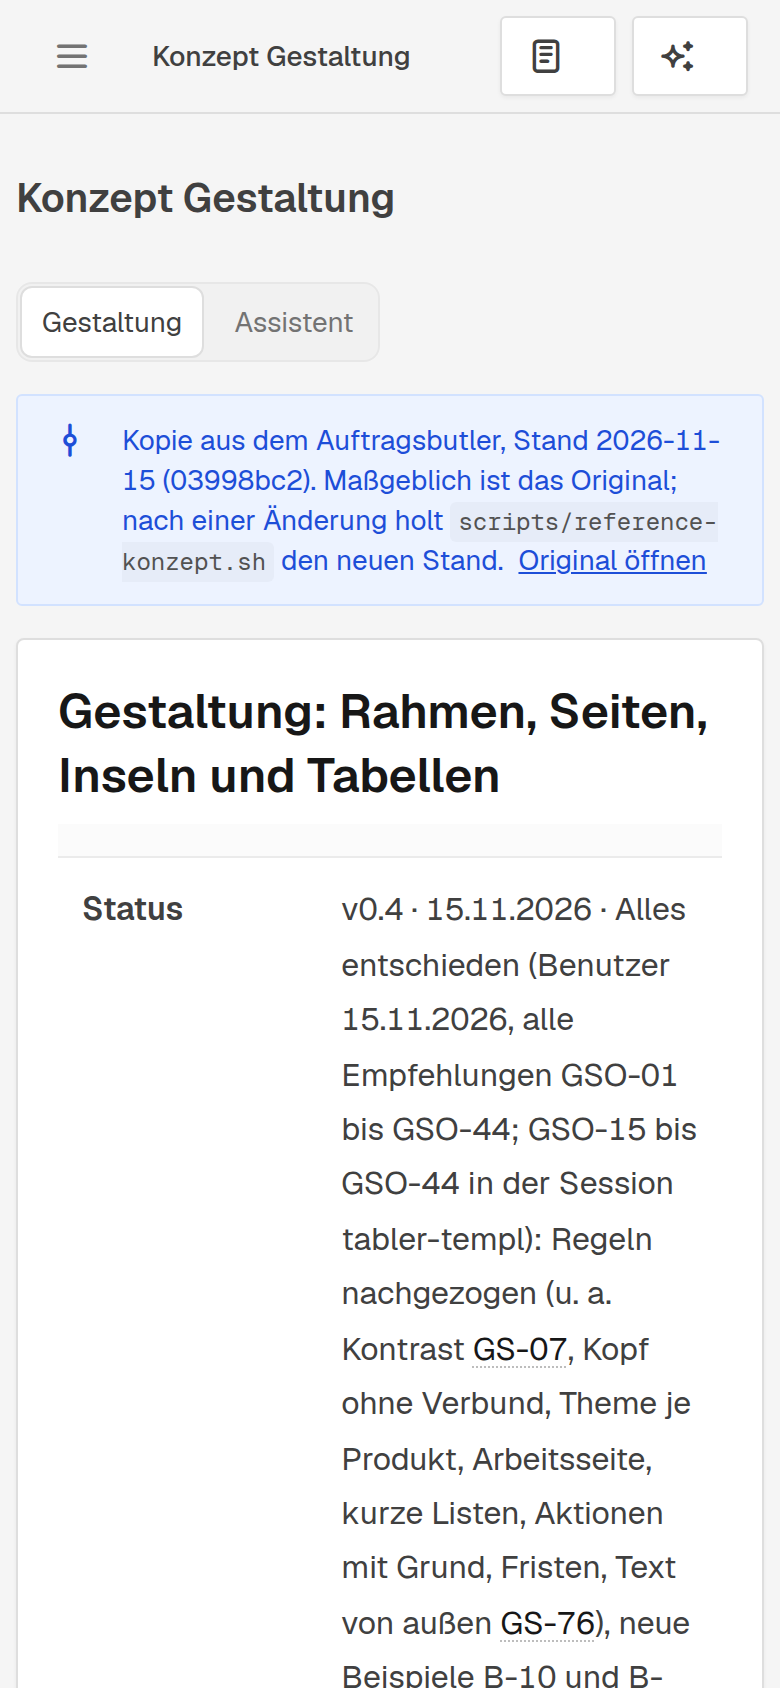 Konzept Gestaltung
Konzept Gestaltung
Gestaltung
Assistent
Kopie aus dem Auftragsbutler, Stand 2026-11-
15 (03998bc2). Maßgeblich ist das Original;
nach einer Änderung holt scripts/reference-
konzept.sh den neuen Stand. Original öffnen
Gestaltung: Rahmen, Seiten,
Inseln und Tabellen
Status
v0.4 · 15.11.2026 · Alles
entschieden (Benutzer
15.11.2026, alle
Empfehlungen GSO-01
bis GSO-44; GSO-15 bis
GSO-44 in der Session
tabler-templ): Regeln
nachgezogen (u. a.
Kontrast GS-07, Kopf
ohne Verbund, Theme je
Produkt, Arbeitsseite,
kurze Listen, Aktionen
mit Grund, Fristen, Text
von außen GS-76), neue
Beispiele B-10 und B-